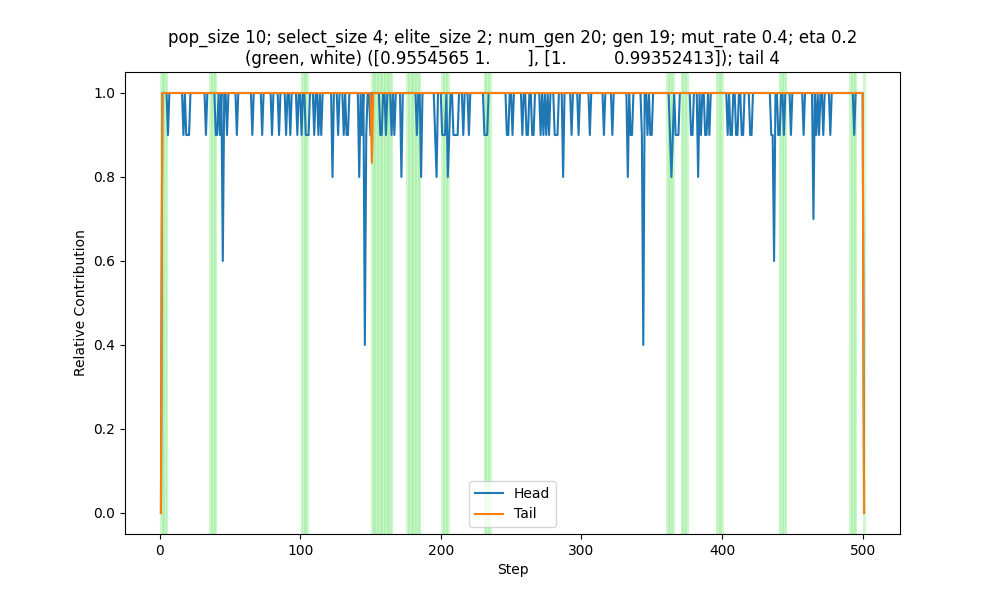 pop_size 10; select_size 4; elite_size 2; num_gen 20; gen 19; mut_rate 0.4; eta 0.2
(green, white) ([0.9554565 1.        ], [1.         0.99352413]); tail 4
Relative Contribution
1.0
0.8
0.6
0.4
0.2
0.0
Head
Tail
0
100
200
300
400
500
Step